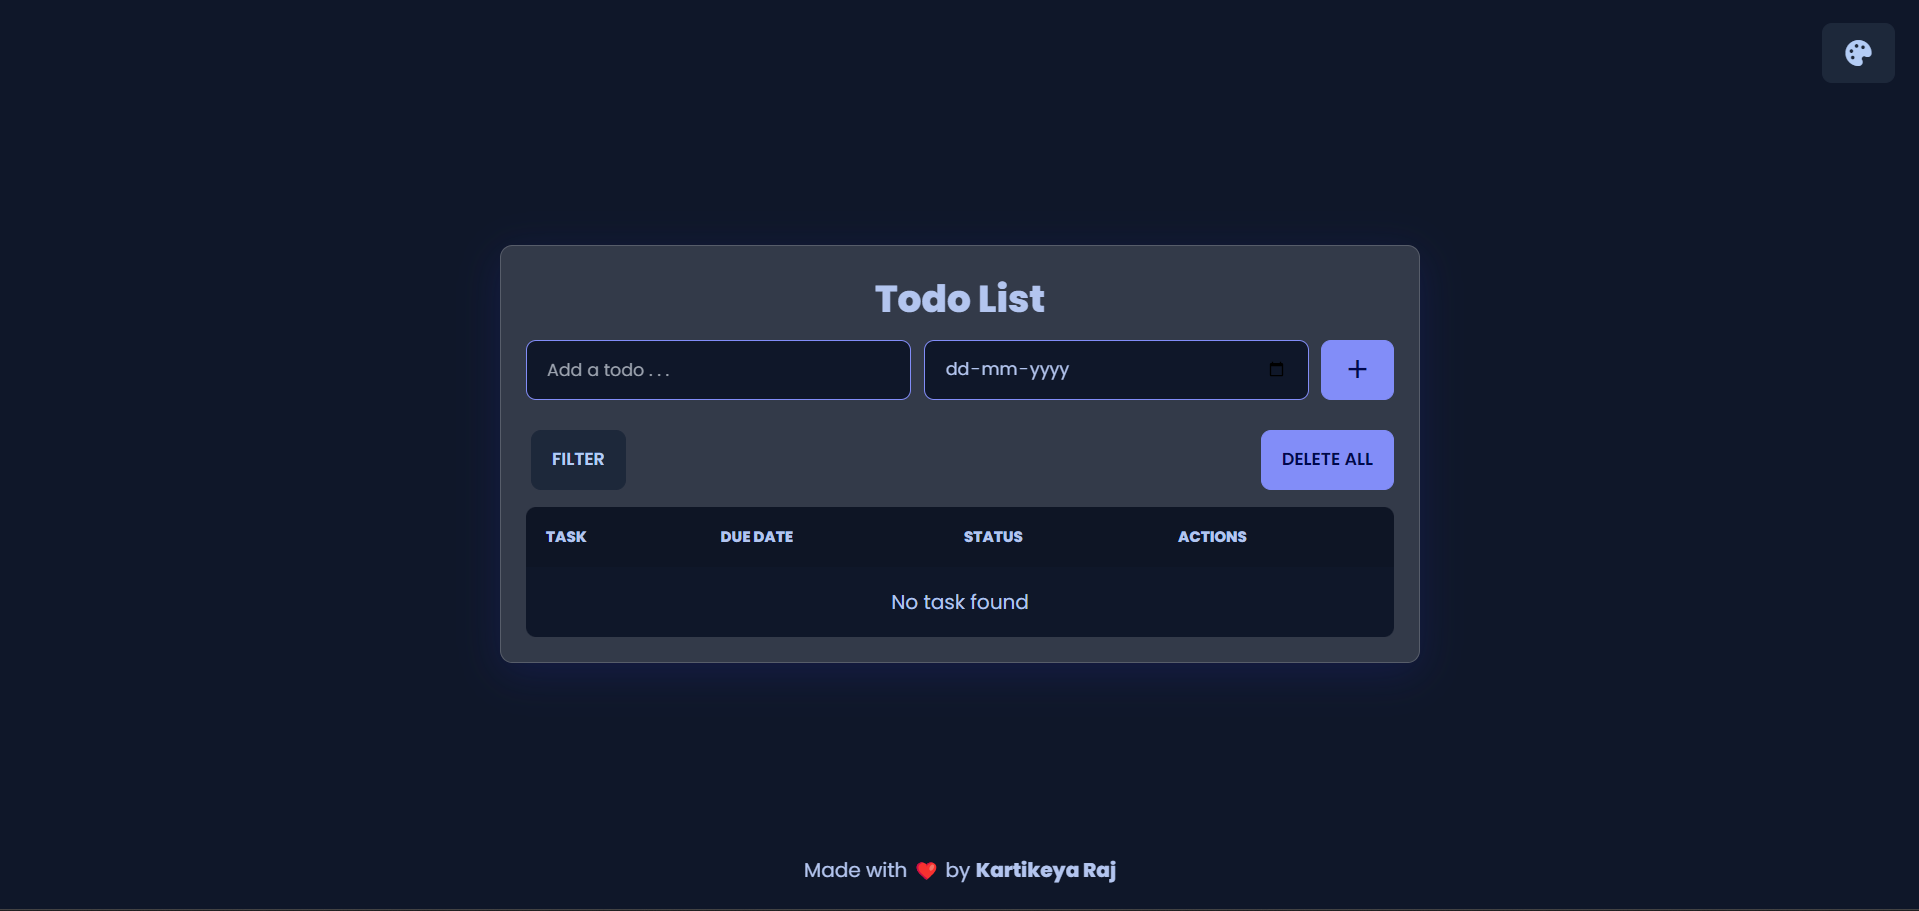 Todo List
Add a todo . . .
dd-mm-yyyy
+
FILTER
DELETE ALL
TASK DUE DATE STATUS ACTIONS
No task found
Made with ❤️ by Kartikeya Raj